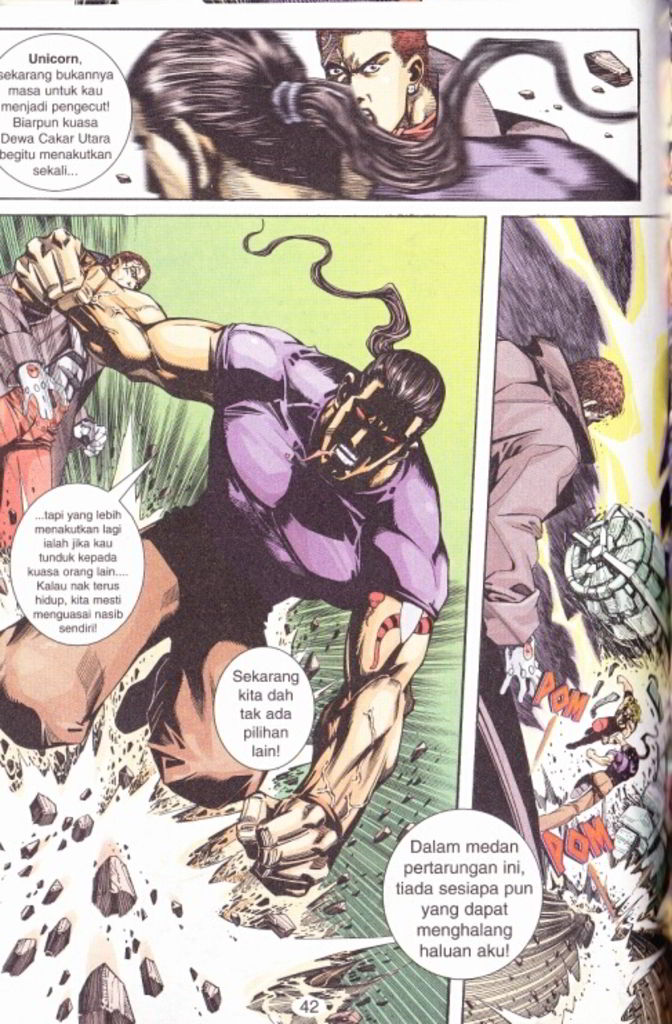 Unicorn,
sekarang bukannya
masa untuk kau
menjadi pengecut!
Biarpun kuasa
Dewa Cakar Utara
begitu menakutkan
sekali...
...tapi yang lebih
menakutkan lagi
ialah jika kau
tunduk kepada
kuasa orang lain....
Kalau nak terus
hidup, kita mesti
menguasai nasib
sendiri!
Sekarang
kita dah
tak ada
pilihan
lain!
POM
POM
Dalam medan
pertarungan ini,
tiada sesiapa pun
yang dapat
menghalang
haluan aku!
42